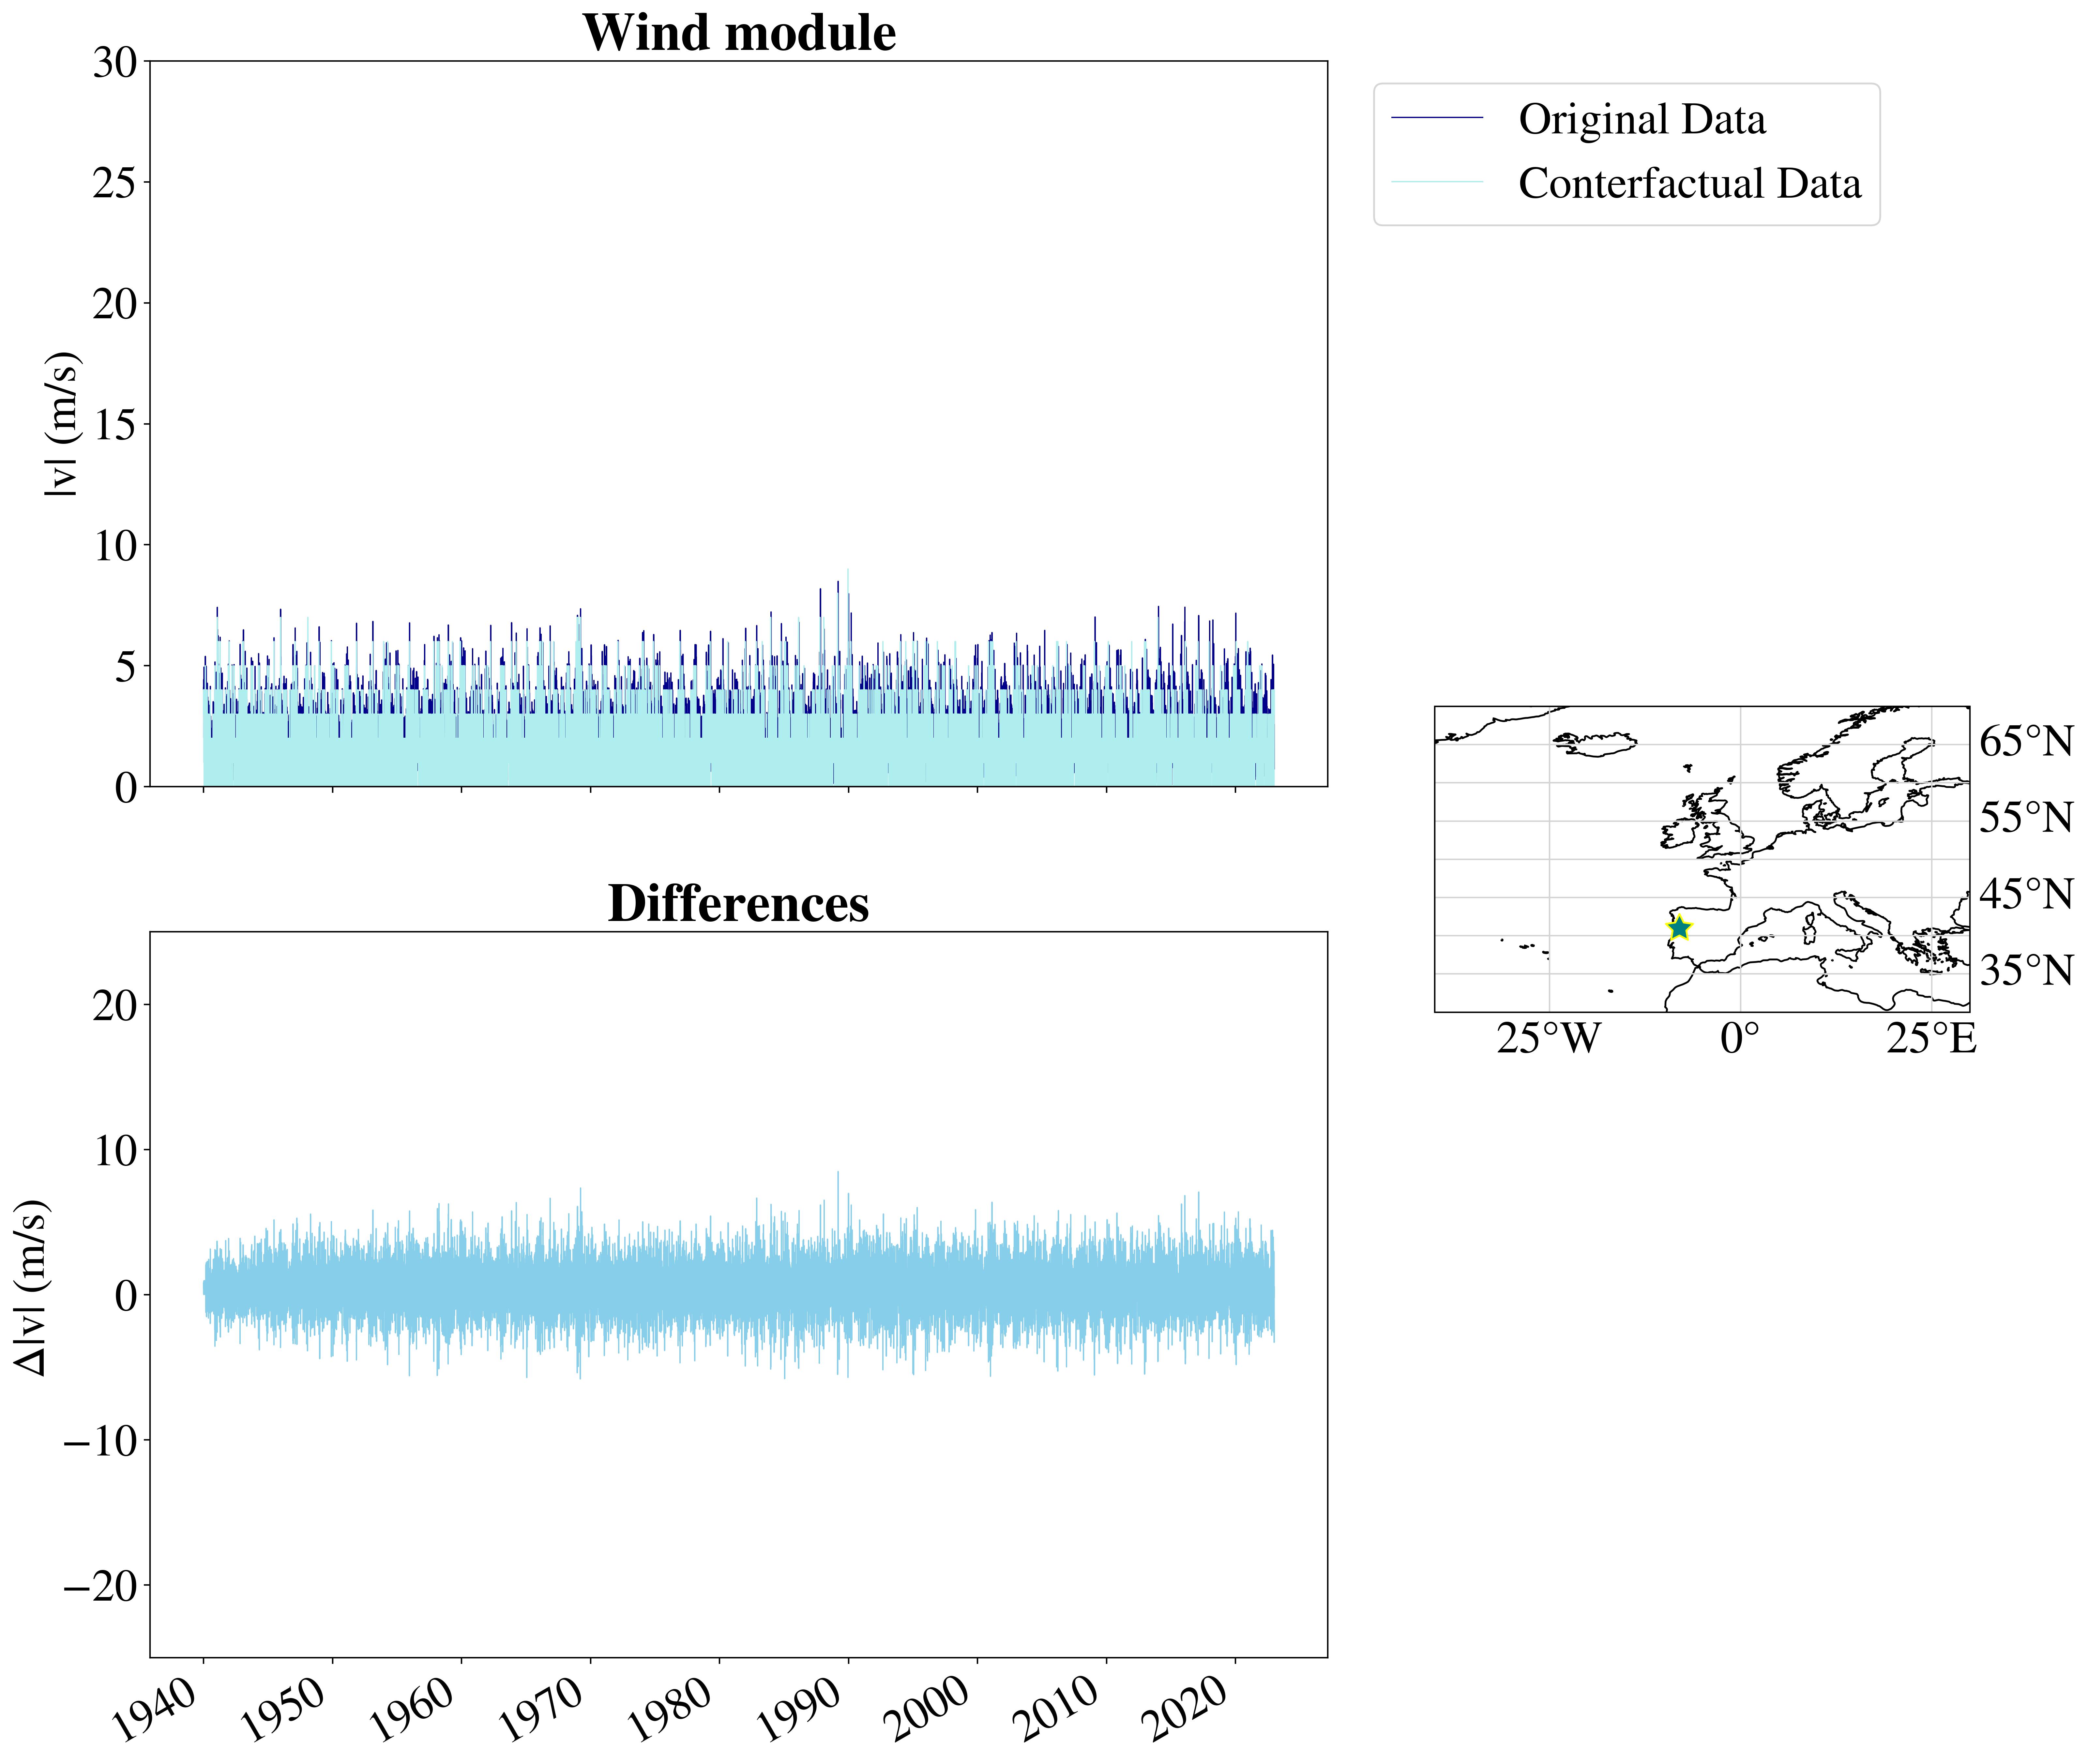 Wind module
30
25
20
15
10
5
0
|v| (m/s)
Original Data
Conterfactual Data
65°N
55°N
45°N
35°N
25°W 0° 25°E
Differences
20
10
0
−10
−20
Δ|v| (m/s)
1940 1950 1960 1970 1980 1990 2000 2010 2020